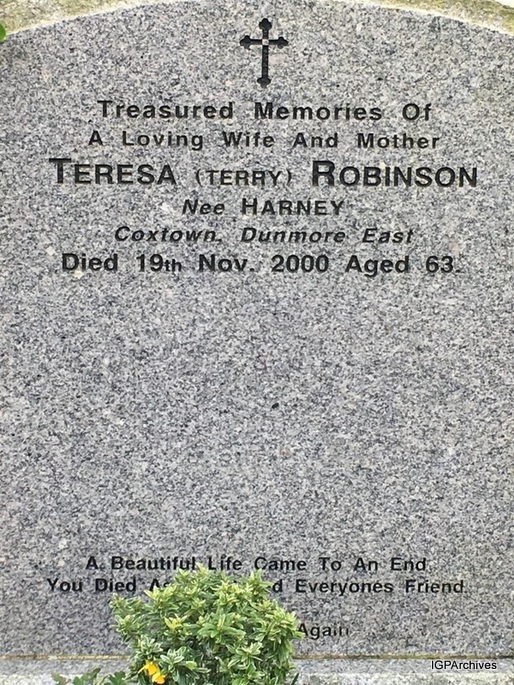 Treasured Memories Of
A Loving Wife And Mother
TERESA (TERRY) ROBINSON
Nee HARNEY
Coxtown, Dunmore East
Died 19th Nov. 2000 Aged 63.
A Beautiful Life Came To An End
You Died As d Everyones Friend
Again
IGPArchives